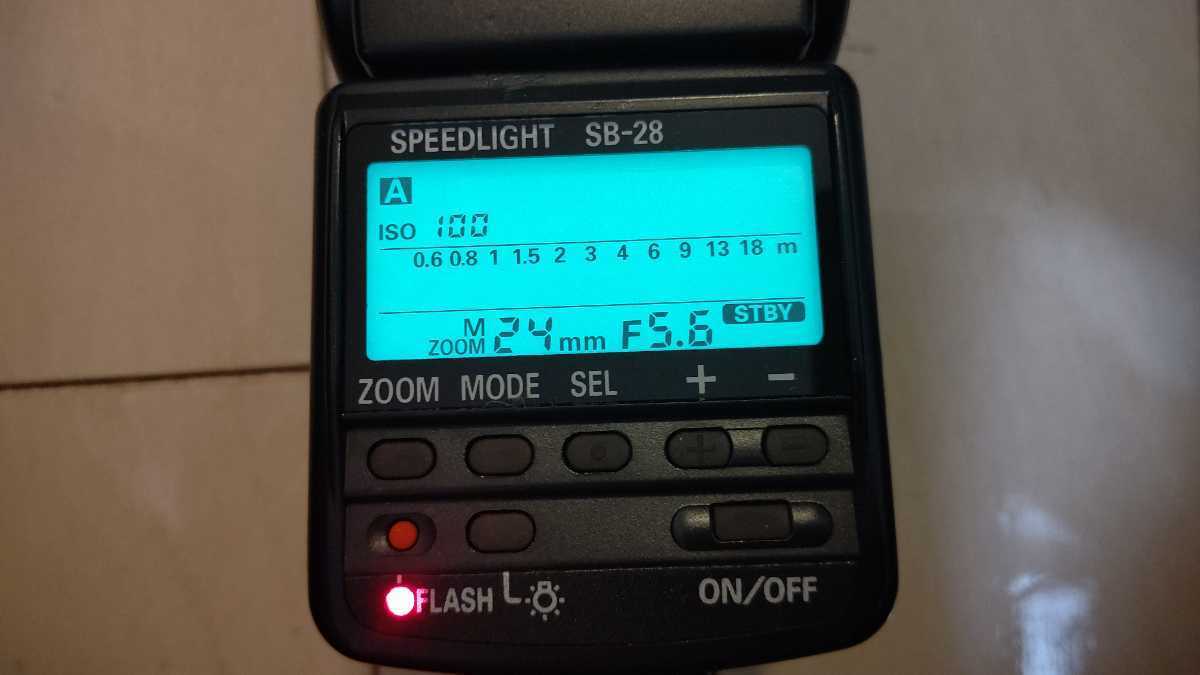 SPEEDLIGHT SB-28
A
ISO 100
0.6 0.8 1 1.5 2 3 4 6 9 13 18 m
M
ZOOM 24mm F5.6 STBY
ZOOM MODE SEL + −
FLASH L ON/OFF